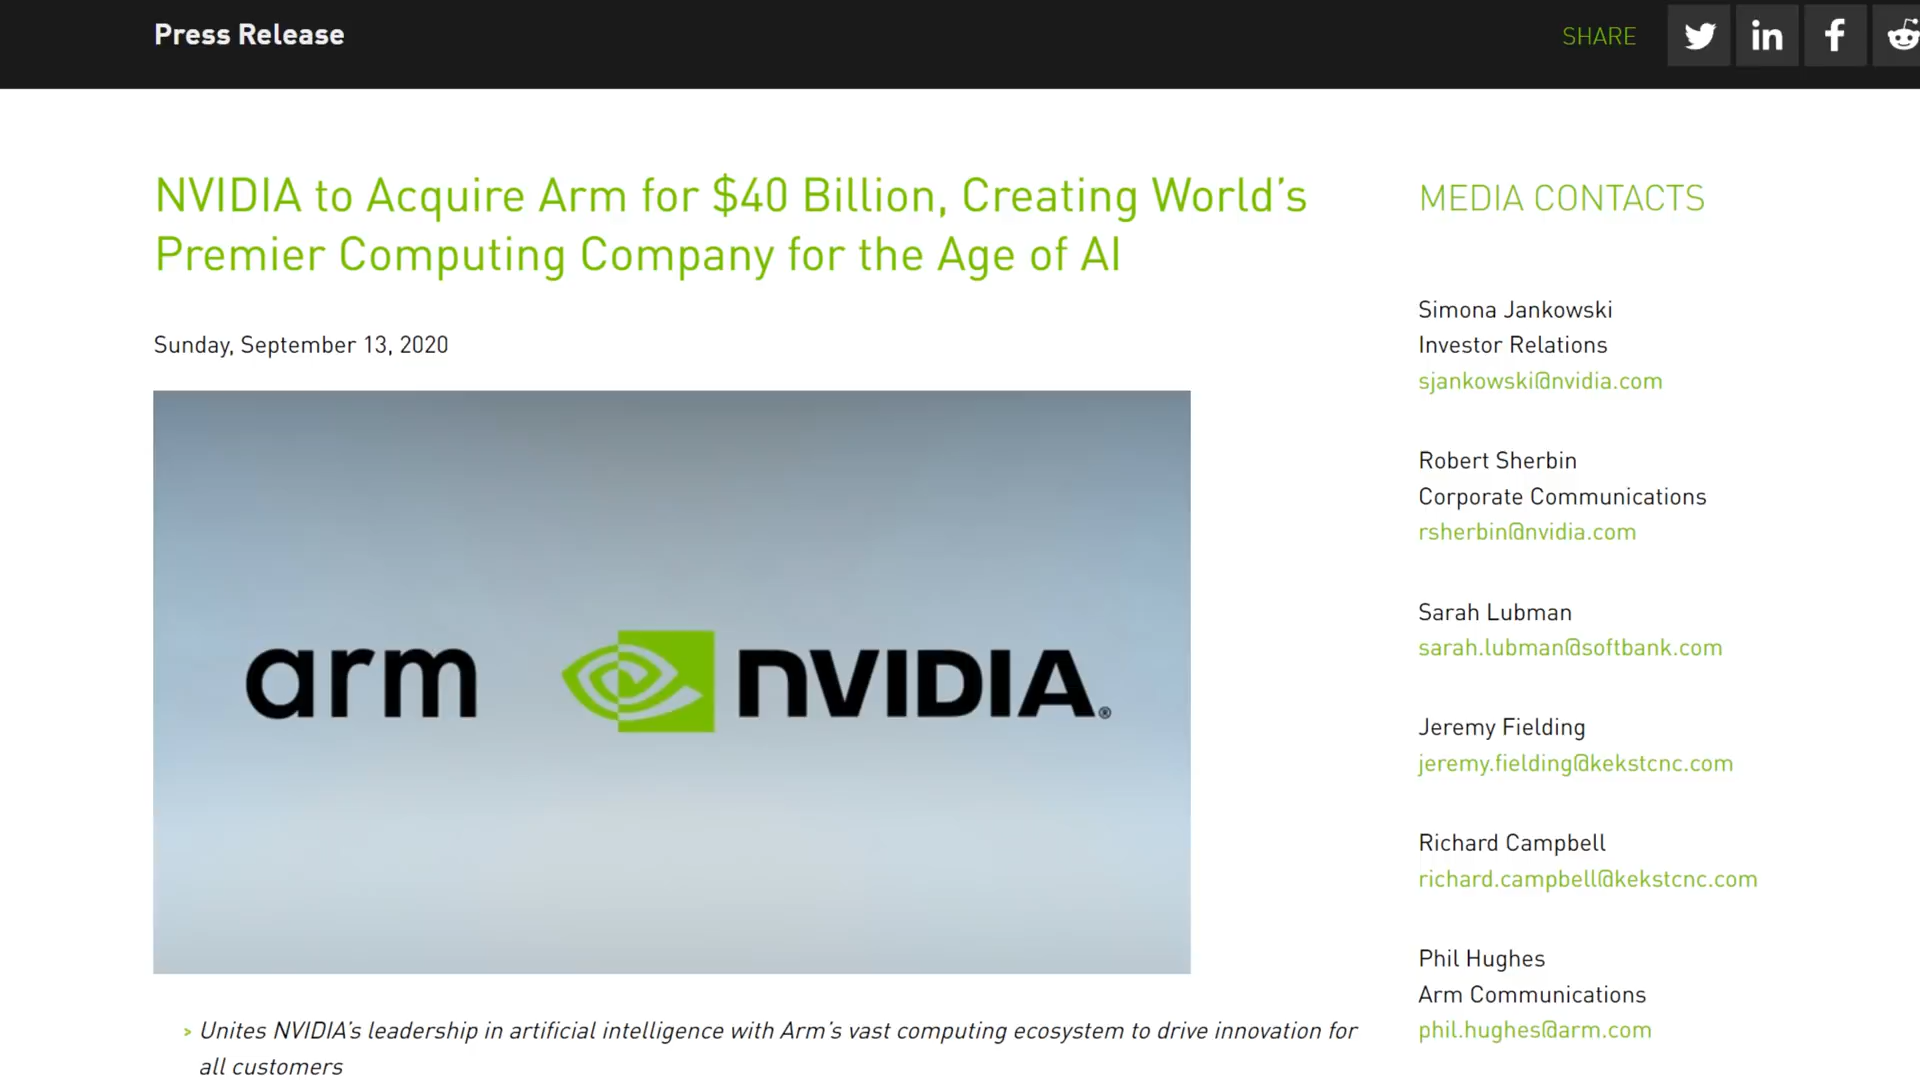 Press Release
SHARE
NVIDIA to Acquire Arm for $40 Billion, Creating World’s
Premier Computing Company for the Age of AI
Sunday, September 13, 2020
arm NVIDIA®
> Unites NVIDIA’s leadership in artificial intelligence with Arm’s vast computing ecosystem to drive innovation for
all customers
MEDIA CONTACTS
Simona Jankowski
Investor Relations
sjankowski@nvidia.com
Robert Sherbin
Corporate Communications
rsherbin@nvidia.com
Sarah Lubman
sarah.lubman@softbank.com
Jeremy Fielding
jeremy.fielding@kekstcnc.com
Richard Campbell
richard.campbell@kekstcnc.com
Phil Hughes
Arm Communications
phil.hughes@arm.com